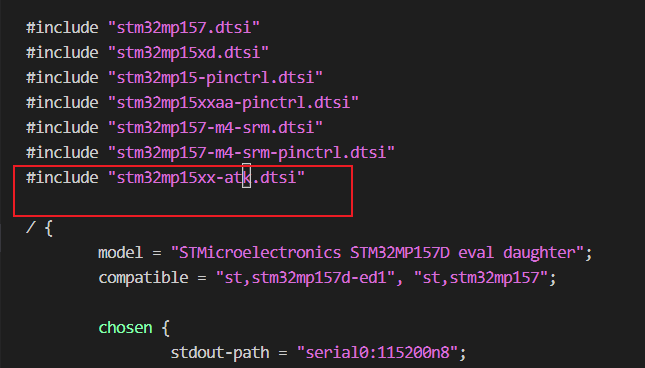 #include "stm32mp157.dtsi"
#include "stm32mp15xd.dtsi"
#include "stm32mp15-pinctrl.dtsi"
#include "stm32mp15xxaa-pinctrl.dtsi"
#include "stm32mp157-m4-srm.dtsi"
#include "stm32mp157-m4-srm-pinctrl.dtsi"
#include "stm32mp15xx-atk.dtsi"
/ {
model = "STMicroelectronics STM32MP157D eval daughter";
compatible = "st,stm32mp157d-ed1", "st,stm32mp157";
chosen {
stdout-path = "serial0:115200n8";